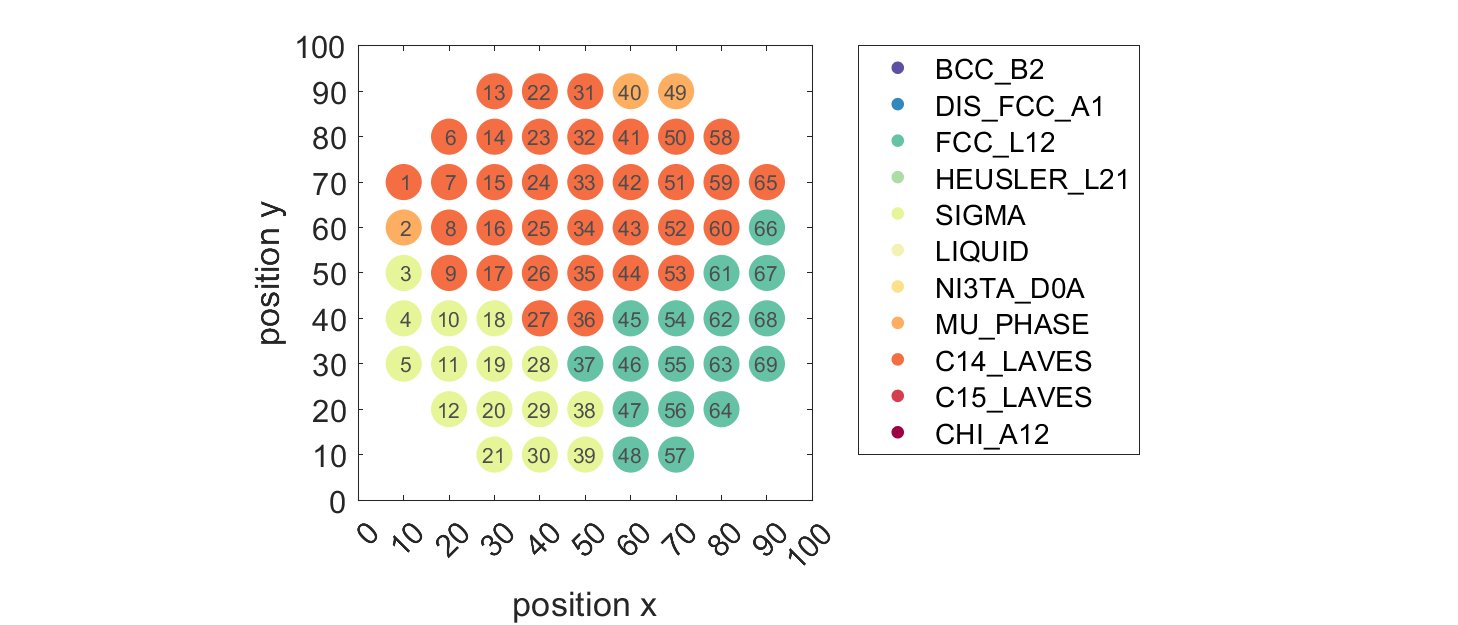 100
90 13 22 31 40 49
80 6 14 23 32 41 50 58
70 1 7 15 24 33 42 51 59 65
60 2 8 16 25 34 43 52 60 66
50 3 9 17 26 35 44 53 61 67
40 4 10 18 27 36 45 54 62 68
30 5 11 19 28 37 46 55 63 69
20 12 20 29 38 47 56 64
10 21 30 39 48 57
0
0 10 20 30 40 50 60 70 80 90 100
position x
position y
BCC_B2
DIS_FCC_A1
FCC_L12
HEUSLER_L21
SIGMA
LIQUID
NI3TA_D0A
MU_PHASE
C14_LAVES
C15_LAVES
CHI_A12